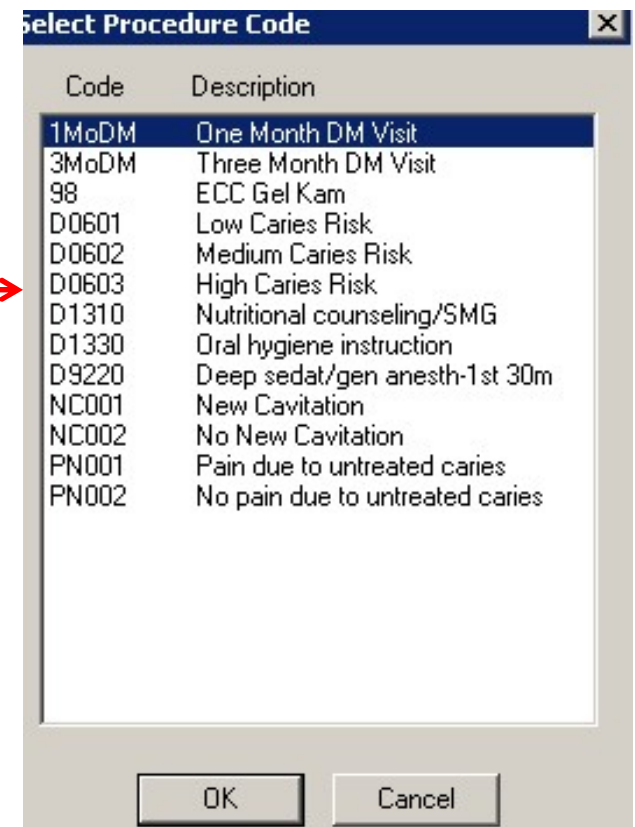 Select Procedure Code
Code Description
1MoDM One Month DM Visit
3MoDM Three Month DM Visit
98 ECC Gel Kam
D0601 Low Caries Risk
D0602 Medium Caries Risk
D0603 High Caries Risk
D1310 Nutritional counseling/SMG
D1330 Oral hygiene instruction
D9220 Deep sedat/gen anesth-1st 30m
NC001 New Cavitation
NC002 No New Cavitation
PN001 Pain due to untreated caries
PN002 No pain due to untreated caries
OK Cancel